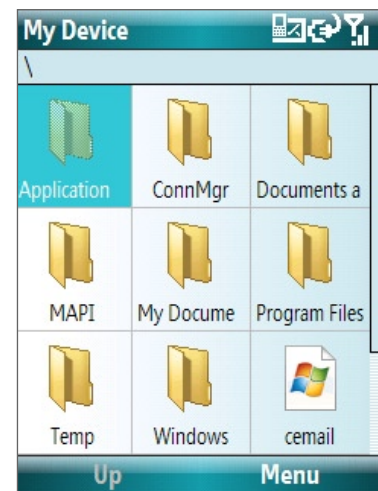 My Device
\
Application ConnMgr Documents a
MAPI My Docume Program Files
Temp Windows cemail
Up Menu